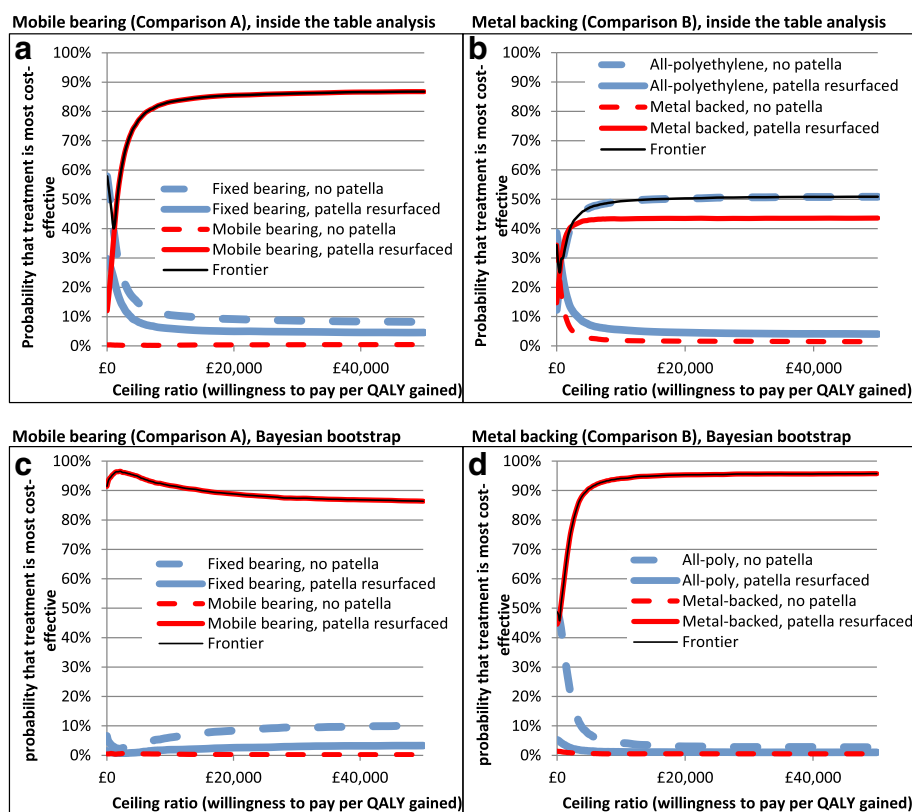 Mobile bearing (Comparison A), inside the table analysis
a
Probability that treatment is most cost-
effective
100%
90%
80%
70%
60%
50%
40%
30%
20%
10%
0%
Fixed bearing, no patella
Fixed bearing, patella resurfaced
Mobile bearing, no patella
Mobile bearing, patella resurfaced
Frontier
£0
£20,000
£40,000
Ceiling ratio (willingness to pay per QALY gained)
Metal backing (Comparison B), inside the table analysis
b
Probability that treatment is most cost-
effective
100%
90%
80%
70%
60%
50%
40%
30%
20%
10%
0%
All-polyethylene, no patella
All-polyethylene, patella resurfaced
Metal backed, no patella
Metal backed, patella resurfaced
Frontier
£0
£20,000
£40,000
Ceiling ratio (willingness to pay per QALY gained)
Mobile bearing (Comparison A), Bayesian bootstrap
c
probability that treatment is most cost-
effective
100%
90%
80%
70%
60%
50%
40%
30%
20%
10%
0%
Fixed bearing, no patella
Fixed bearing, patella resurfaced
Mobile bearing, no patella
Mobile bearing, patella resurfaced
Frontier
£0
£20,000
£40,000
Ceiling ratio (willingness to pay per QALY gained)
Metal backing (Comparison B), Bayesian bootstrap
d
probability that treatment is most cost-
effective
100%
90%
80%
70%
60%
50%
40%
30%
20%
10%
0%
All-poly, no patella
All-poly, patella resurfaced
Metal-backed, no patella
Metal-backed, patella resurfaced
Frontier
£0
£20,000
£40,000
Ceiling ratio (willingness to pay per QALY gained)